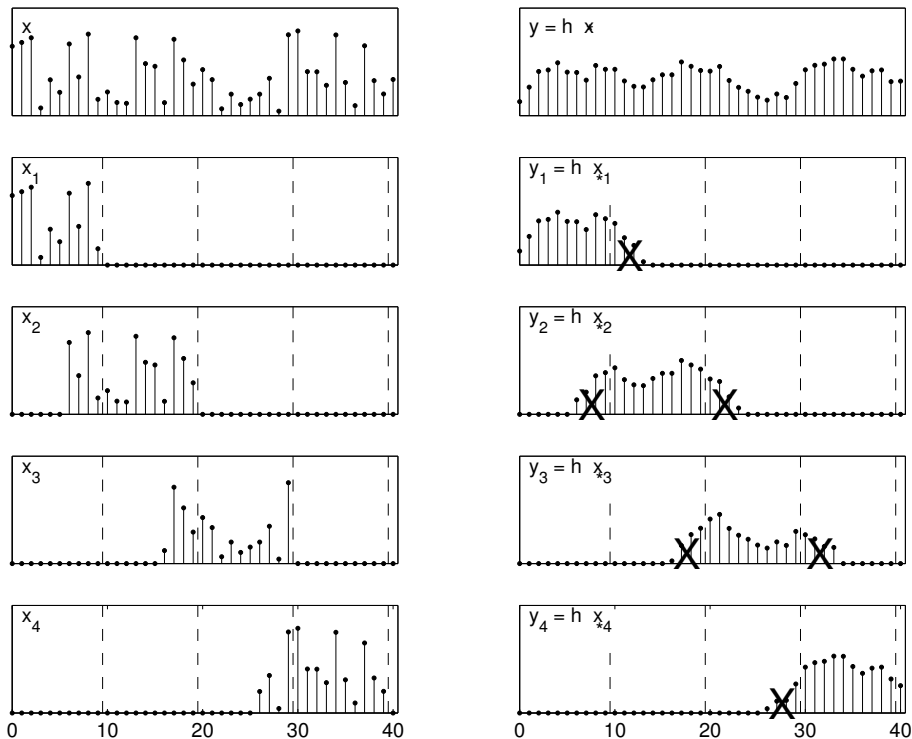 x
y = h * x
x1
y1 = h * x1
x2
y2 = h * x2
x3
y3 = h * x3
x4
y4 = h * x4
X
X X
X X
X
0 10 20 30 40
0 10 20 30 40